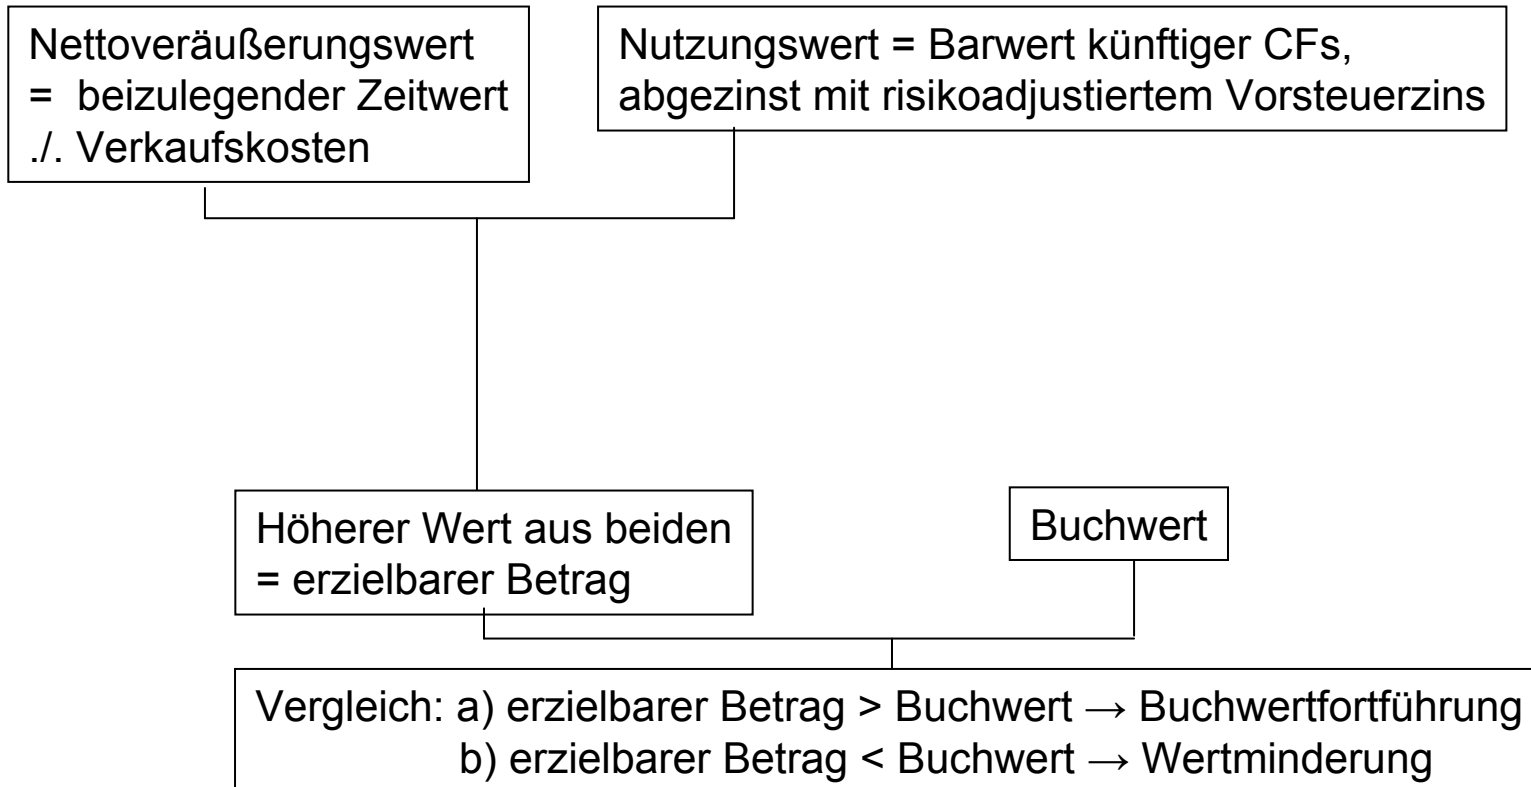 Nettoveräußerungswert
= beizulegender Zeitwert
./. Verkaufskosten
Nutzungswert = Barwert künftiger CFs,
abgezinst mit risikoadjustiertem Vorsteuerzins
Höherer Wert aus beiden
= erzielbarer Betrag
Buchwert
Vergleich: a) erzielbarer Betrag > Buchwert → Buchwertfortführung
b) erzielbarer Betrag < Buchwert → Wertminderung